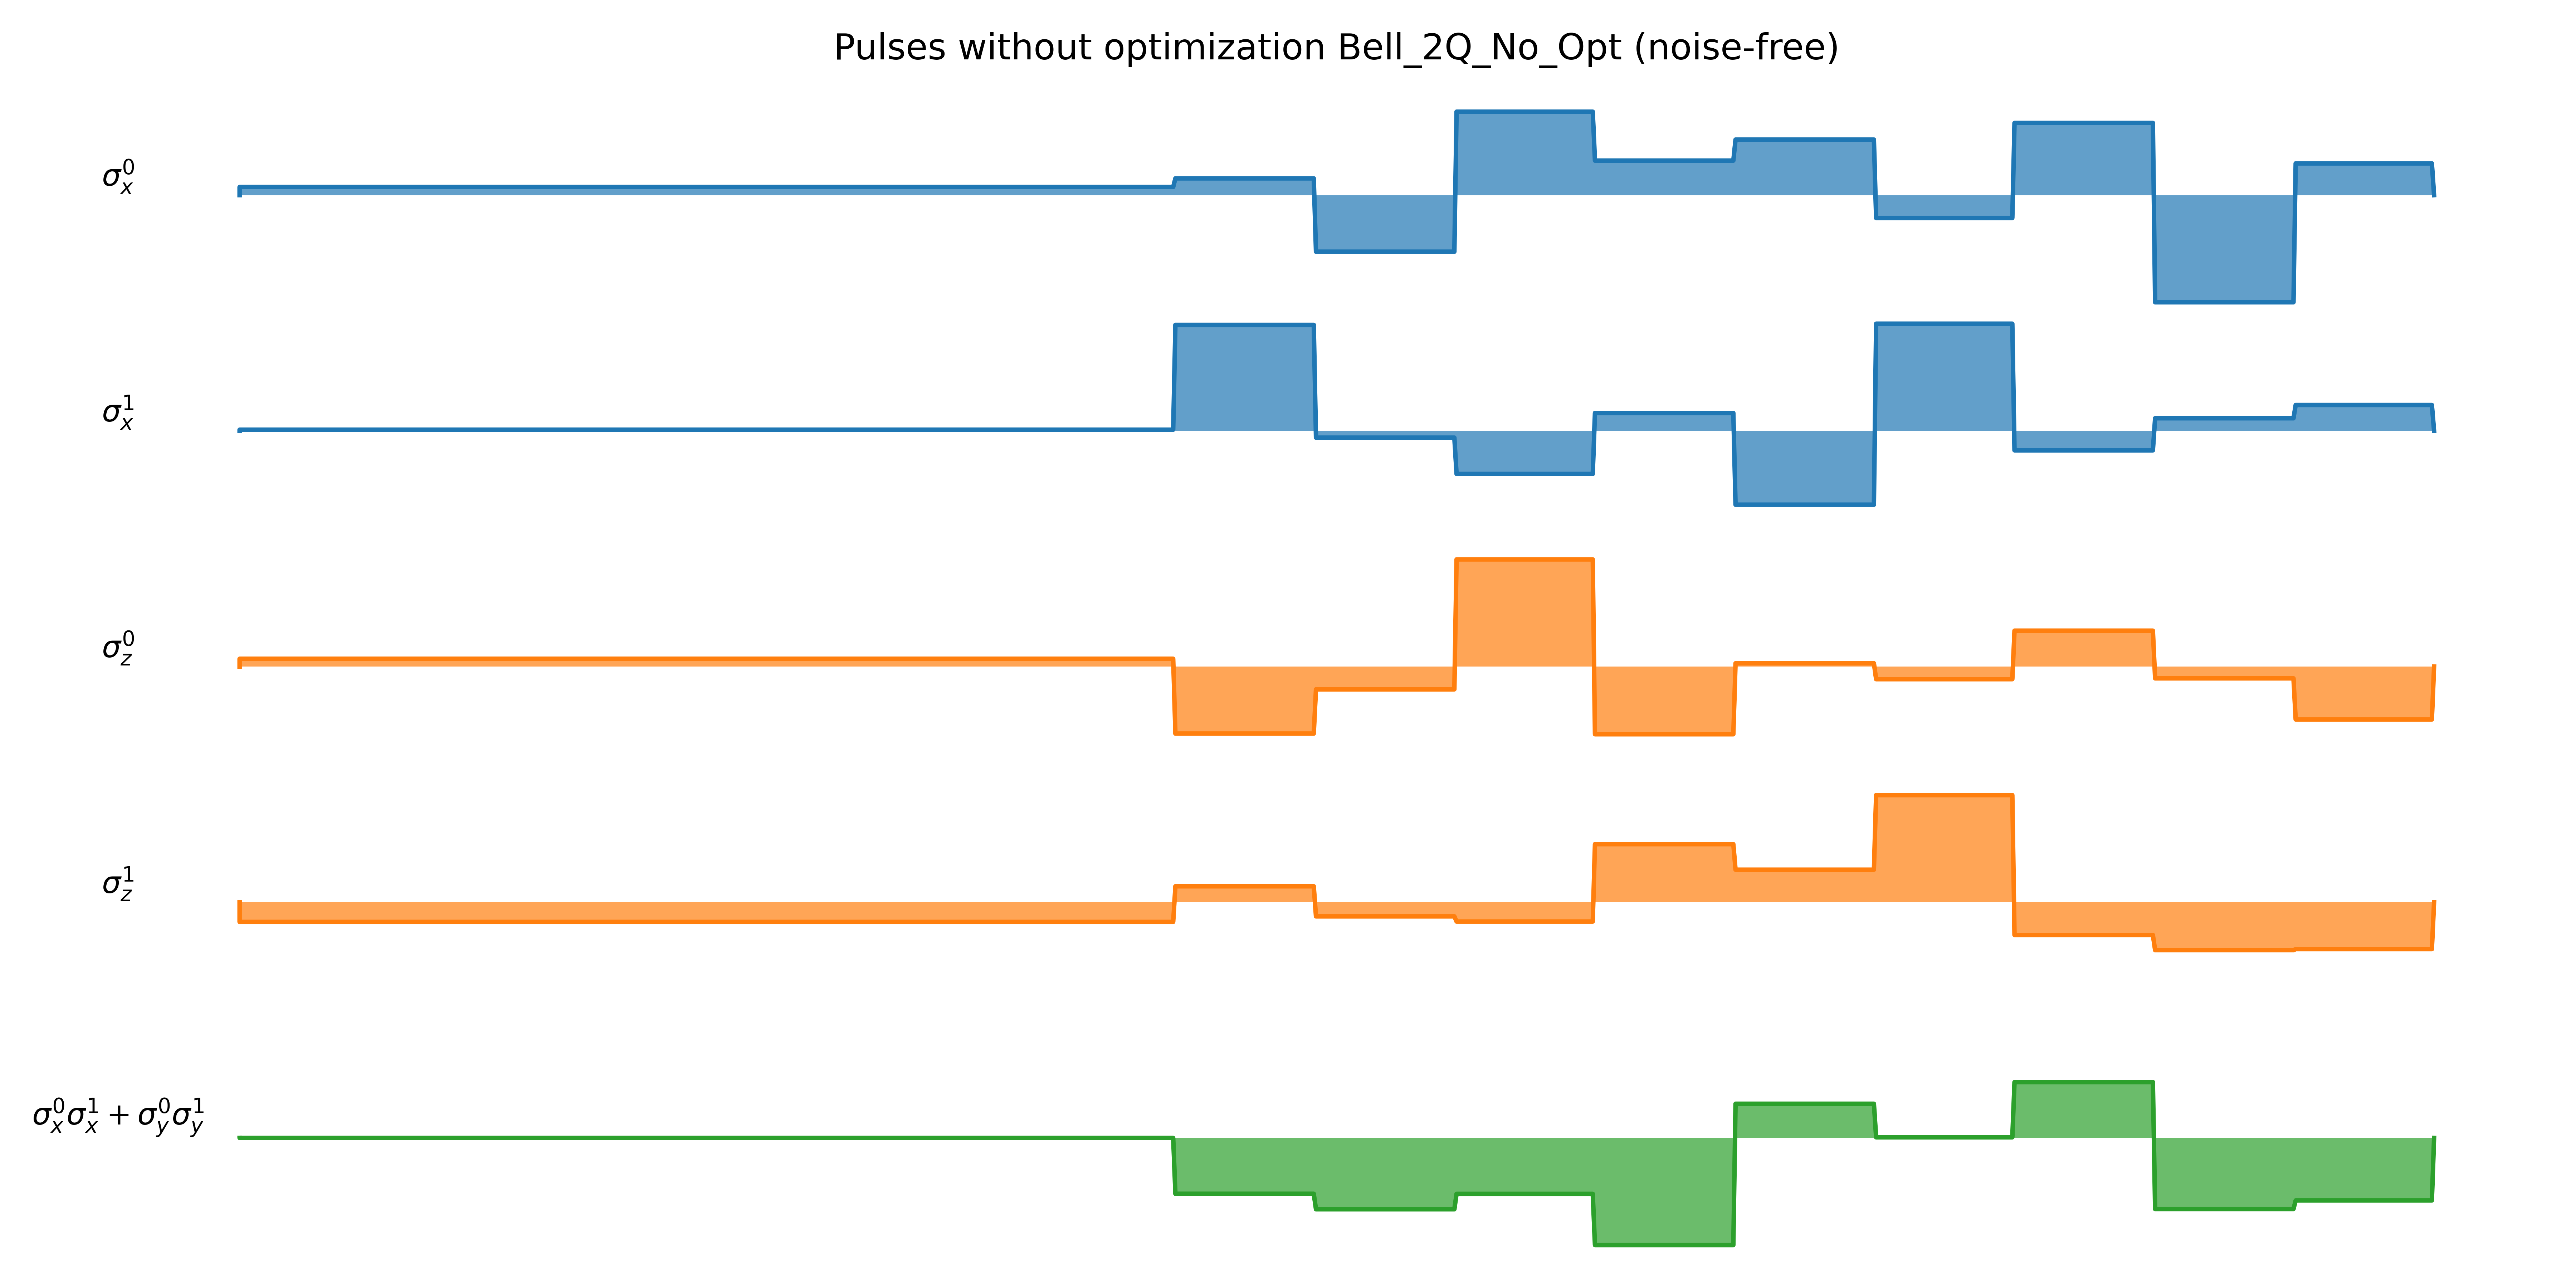 Pulses without optimization Bell_2Q_No_Opt (noise-free)
σ_x^0
σ_x^1
σ_z^0
σ_z^1
σ_x^0σ_x^1 + σ_y^0σ_y^1